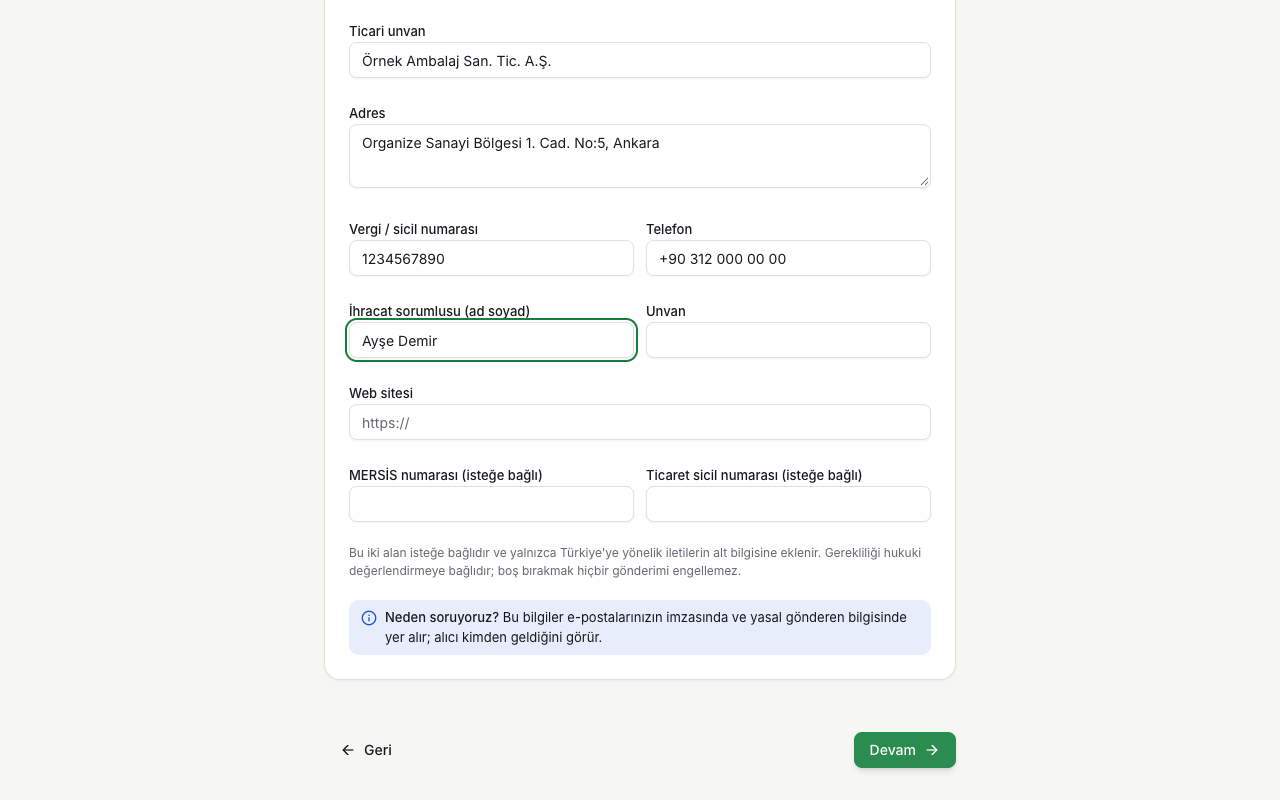 Ticari unvan
Örnek Ambalaj San. Tic. A.Ş.
Adres
Organize Sanayi Bölgesi 1. Cad. No:5, Ankara
Vergi / sicil numarası
Telefon
1234567890
+90 312 000 00 00
İhracat sorumlusu (ad soyad)
Unvan
Ayşe Demir
Web sitesi
https://
MERSİS numarası (isteğe bağlı)
Ticaret sicil numarası (isteğe bağlı)
Bu iki alan isteğe bağlıdır ve yalnızca Türkiye'ye yönelik iletilerin alt bilgisine eklenir. Gerekliliği hukuki
değerlendirmeye bağlıdır; boş bırakmak hiçbir gönderimi engellemez.
Neden soruyoruz? Bu bilgiler e-postalarınızın imzasında ve yasal gönderen bilgisinde
yer alır; alıcı kimden geldiğini görür.
Geri
Devam